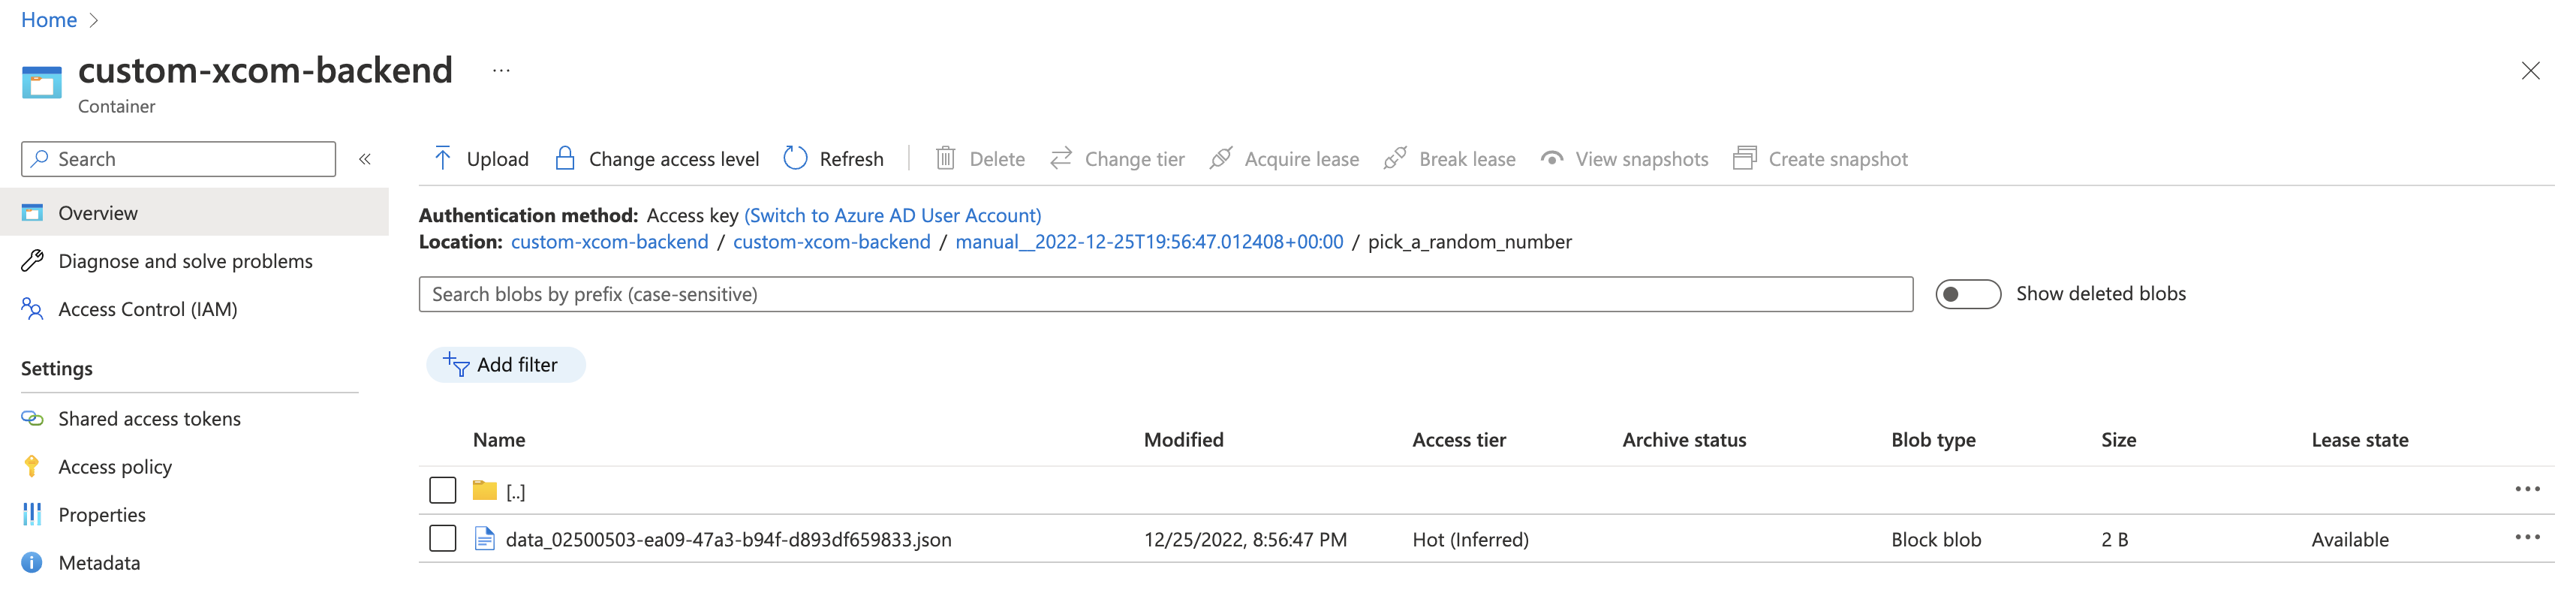 Home
custom-xcom-backend ...
Container
Search «
Upload Change access level Refresh Delete Change tier Acquire lease Break lease View snapshots Create snapshot
Overview
Diagnose and solve problems
Access Control (IAM)
Settings
Shared access tokens
Access policy
Properties
Metadata
Authentication method: Access key (Switch to Azure AD User Account)
Location: custom-xcom-backend / custom-xcom-backend / manual__2022-12-25T19:56:47.012408+00:00 / pick_a_random_number
Search blobs by prefix (case-sensitive) Show deleted blobs
Add filter
Name Modified Access tier Archive status Blob type Size Lease state
[..]
data_02500503-ea09-47a3-b94f-d893df659833.json 12/25/2022, 8:56:47 PM Hot (Inferred) Block blob 2 B Available